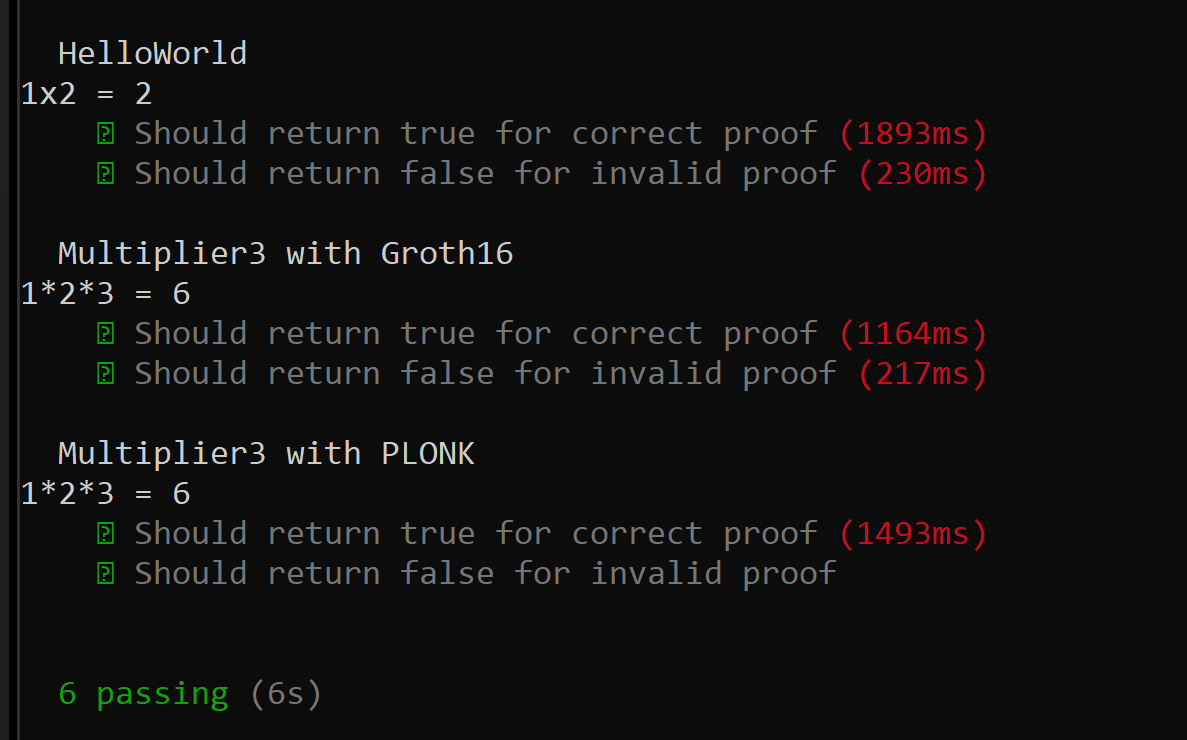 HelloWorld
1x2 = 2
⍰ Should return true for correct proof (1893ms)
⍰ Should return false for invalid proof (230ms)
Multiplier3 with Groth16
1*2*3 = 6
⍰ Should return true for correct proof (1164ms)
⍰ Should return false for invalid proof (217ms)
Multiplier3 with PLONK
1*2*3 = 6
⍰ Should return true for correct proof (1493ms)
⍰ Should return false for invalid proof
6 passing (6s)